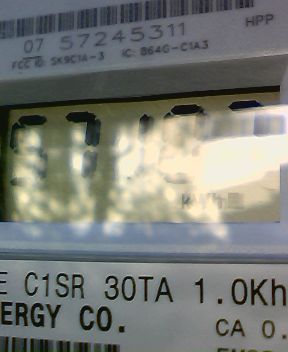 HPP
07 57245311
FCC ID: SK9C1A-3 IC: 864G-C1A3
kWh
E C1SR 30TA 1.0Kh
ERGY CO.
CA 0.